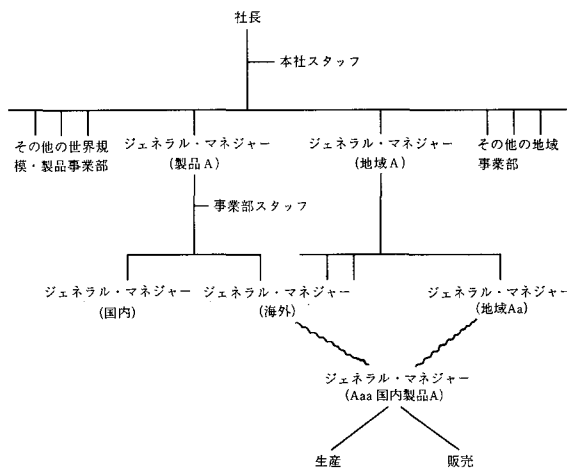 社長
本社スタッフ
その他の世界規
模・製品事業部
ジェネラル・マネジャー
(製品A)
ジェネラル・マネジャー
(地域A)
その他の地域
事業部
事業部スタッフ
ジェネラル・マネジャー
(国内)
ジェネラル・マネジャー
(海外)
ジェネラル・マネジャー
(地域Aa)
ジェネラル・マネジャー
(Aaa 国内製品A)
生産
販売